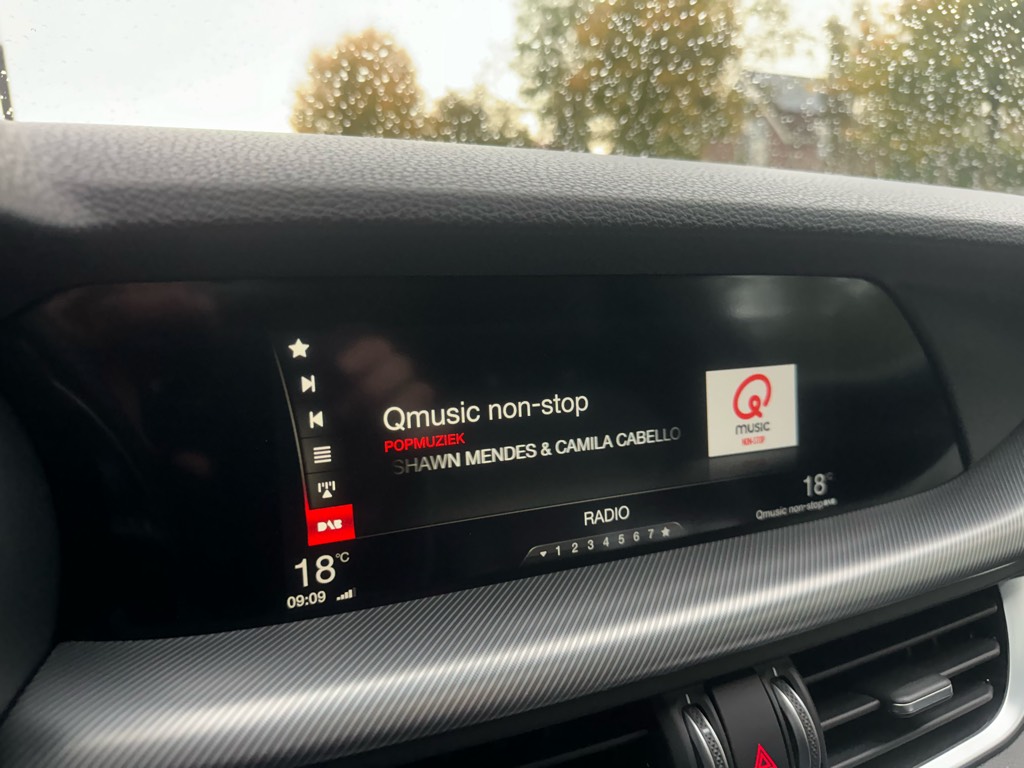 Qmusic non-stop
POPMUZIEK
SHAWN MENDES & CAMILA CABELLO
Q
music
NON-STOP
DAB
18°C
09:09
RADIO
1 2 3 4 5 6 7
18°C
Qmusic non-stop